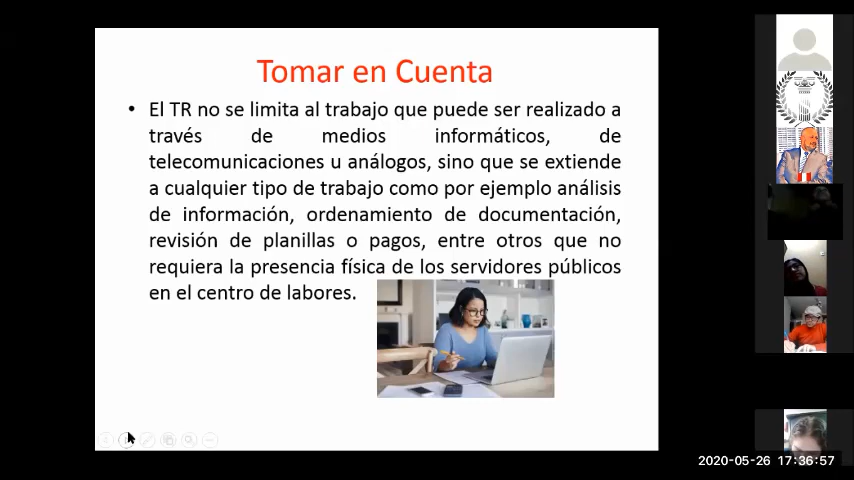 Tomar en Cuenta
• El TR no se limita al trabajo que puede ser realizado a
través de medios informáticos, de
telecomunicaciones u análogos, sino que se extiende
a cualquier tipo de trabajo como por ejemplo análisis
de información, ordenamiento de documentación,
revisión de planillas o pagos, entre otros que no
requiera la presencia física de los servidores públicos
en el centro de labores.
2020-05-26 17:36:57